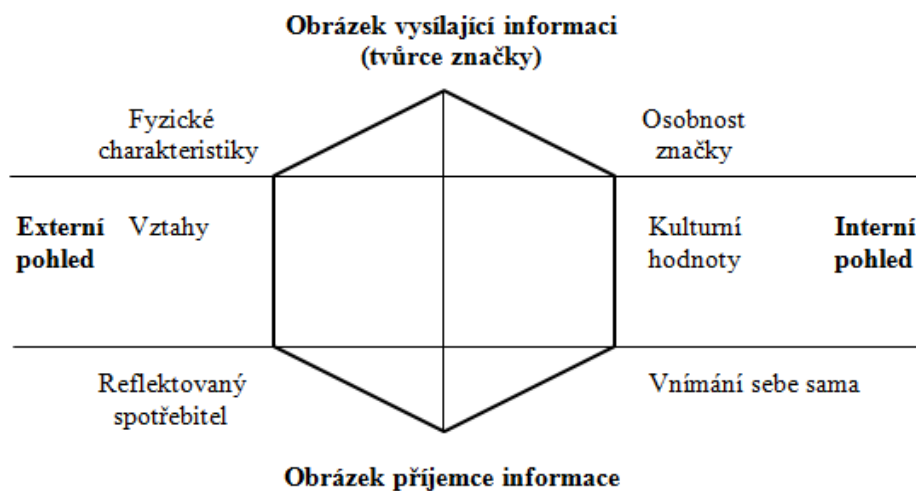 Obrázek vysílající informaci
(tvůrce značky)
Fyzické
charakteristiky
Osobnost
značky
Externí
pohled
Vztahy
Kulturní
hodnoty
Interní
pohled
Reflektovaný
spotřebitel
Vnímání sebe sama
Obrázek příjemce informace